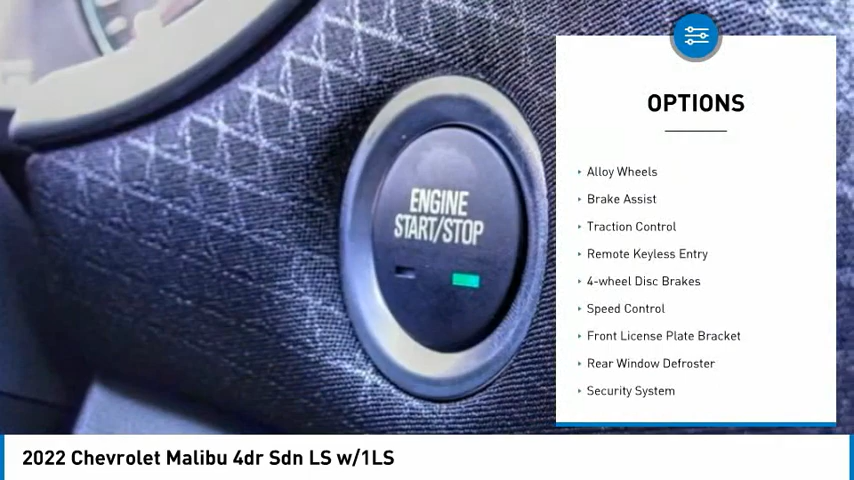 ENGINE
START/STOP
OPTIONS
Alloy Wheels
Brake Assist
Traction Control
Remote Keyless Entry
4-wheel Disc Brakes
Speed Control
Front License Plate Bracket
Rear Window Defroster
Security System
2022 Chevrolet Malibu 4dr Sdn LS w/1LS